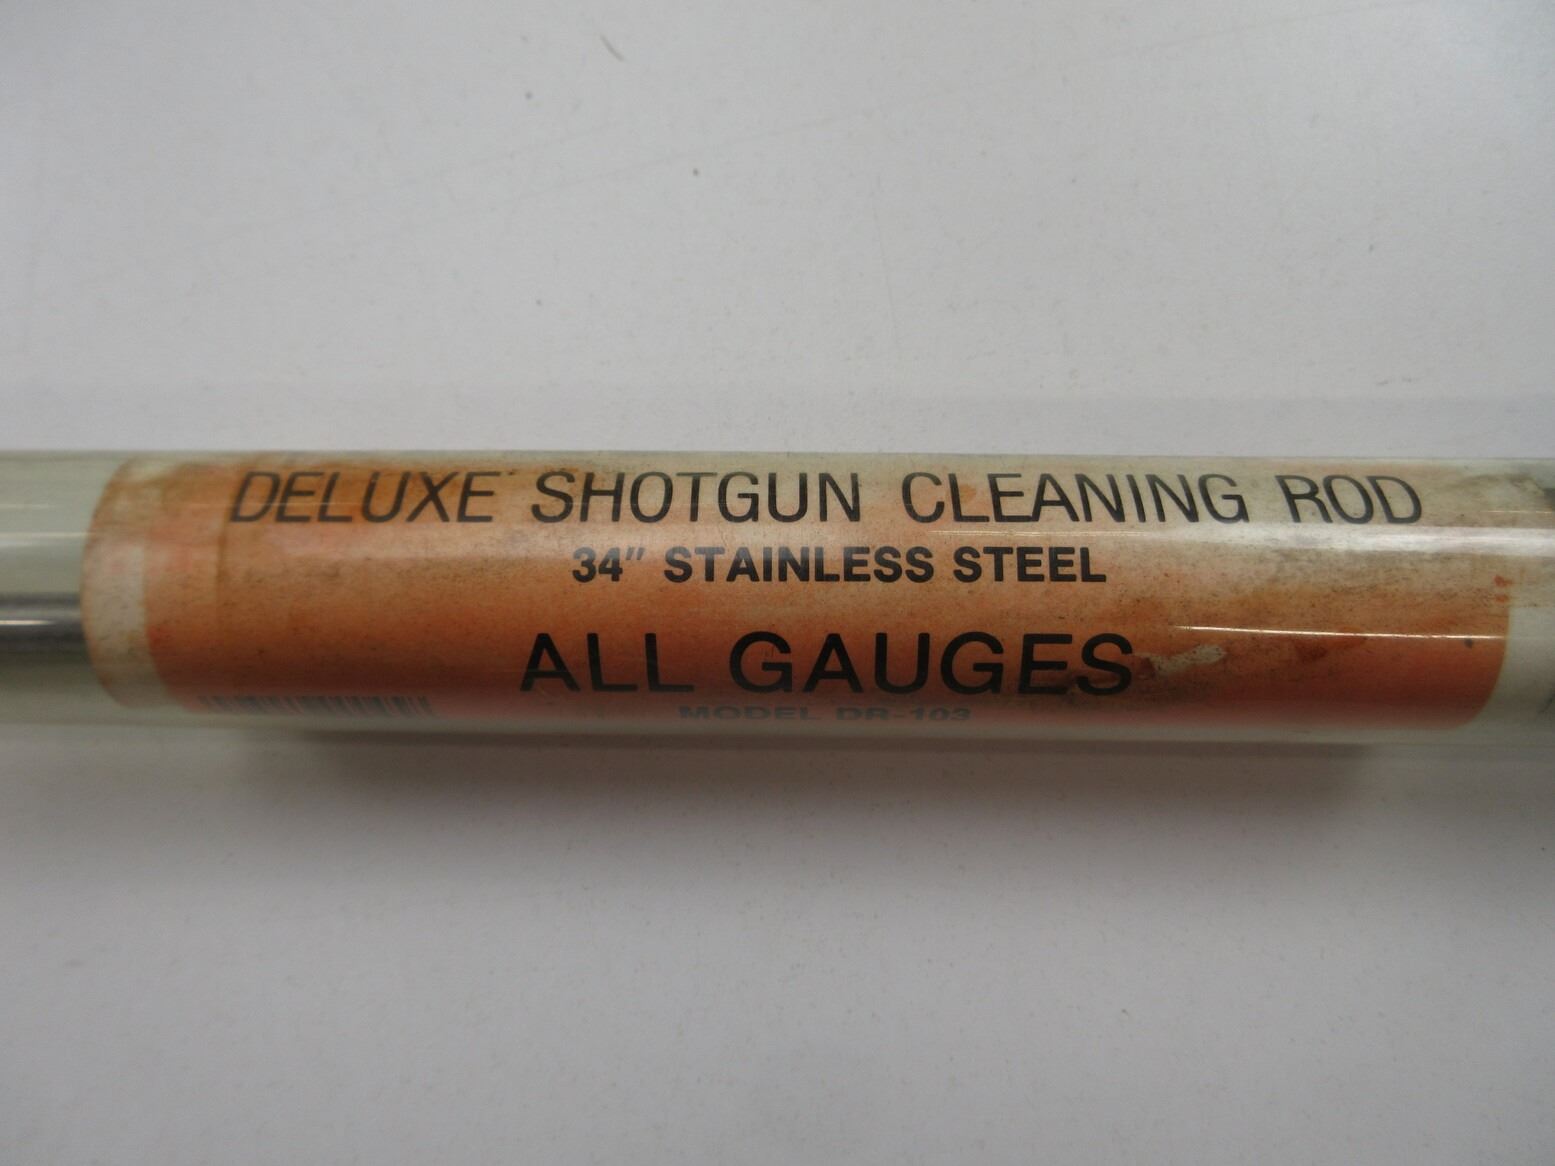 DELUXE SHOTGUN CLEANING ROD
34" STAINLESS STEEL
ALL GAUGES
MODEL DR-103